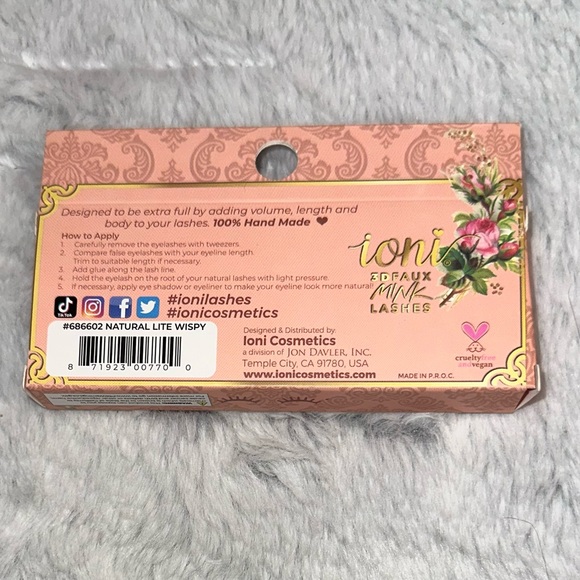 Designed to be extra full by adding volume, length and
body to your lashes. 100% Hand Made ❤
How to Apply
1. Carefully remove the eyelashes with tweezers
2. Compare false eyelashes with your eyeline length.
Trim to suitable length if necessary.
3. Add glue along the lash line.
4. Hold the eyelash on the root of your natural lashes with light pressure.
5. If necessary, apply eye shadow or eyeliner to make your eyeline look more natural!
ioni
3D FAUX
MINK
LASHES
TikTok
#ionilashes
#ionicosmetics
#686602 NATURAL LITE WISPY
8 71923 00770 0
Designed & Distributed by:
Ioni Cosmetics
a division of JON DAVLER, INC.
Temple City, CA 91780, USA
www.ionicosmetics.com
crueltyfree
andvegan
MADE IN P.R.C.